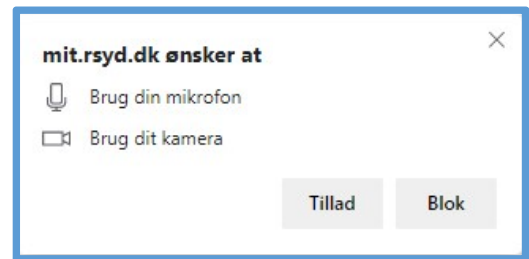 mit.rsyd.dk ønsker at
Brug din mikrofon
Brug dit kamera
Tillad Blok